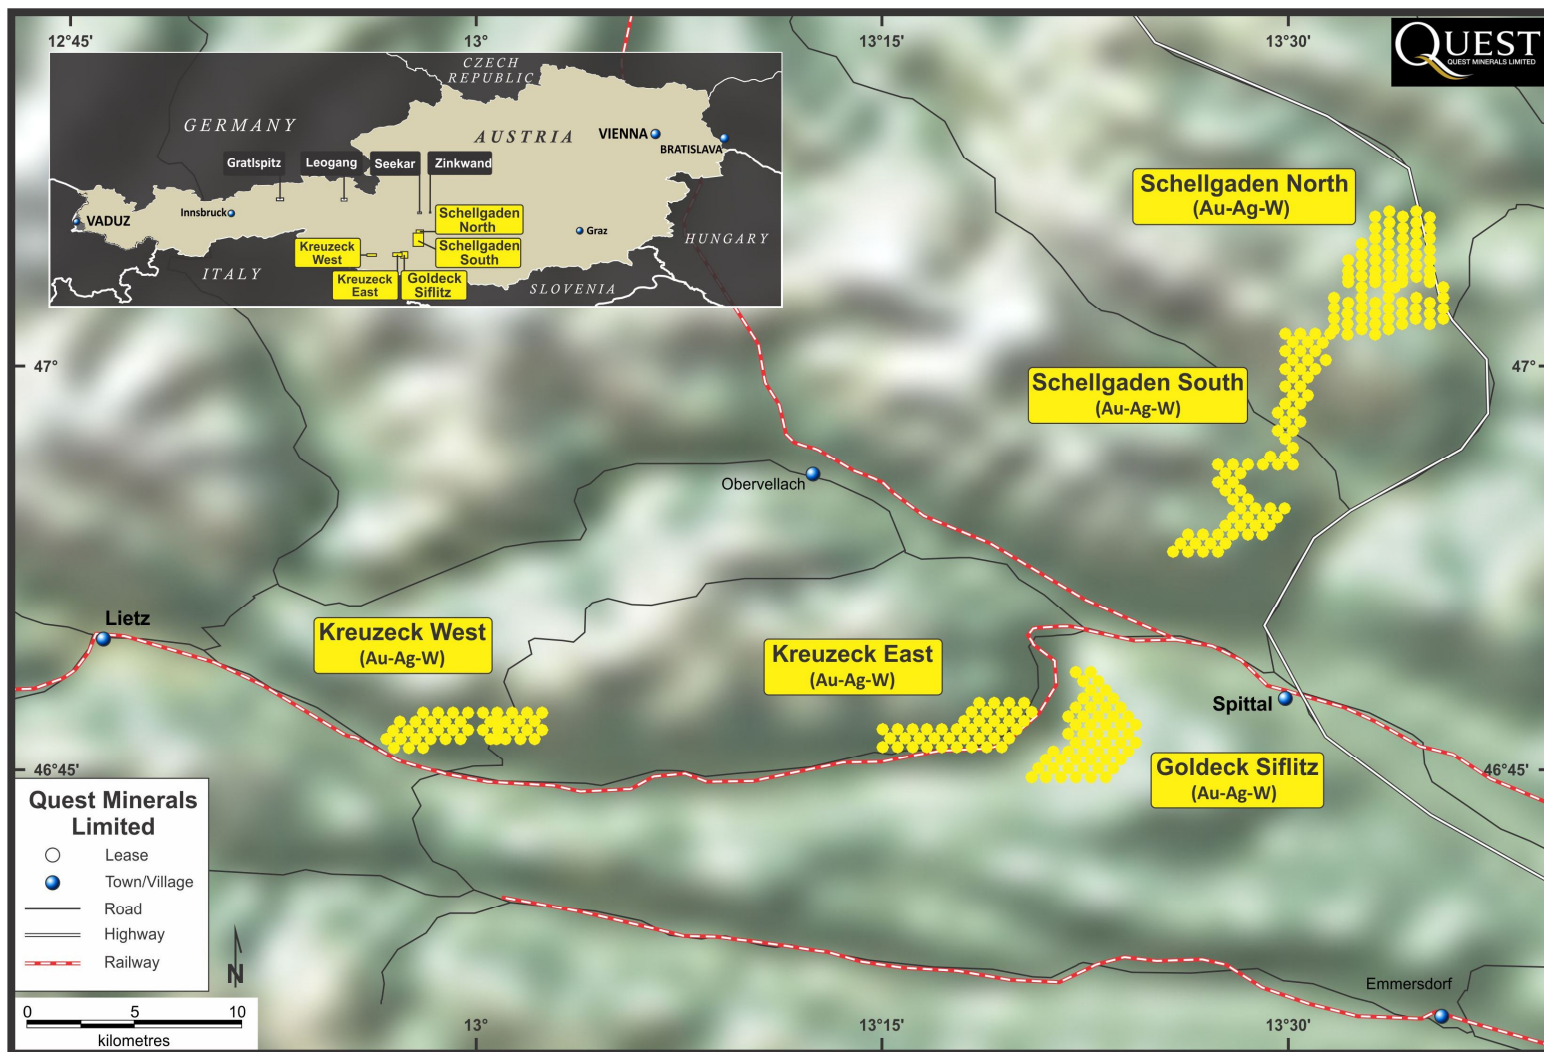 12°45'
13°
13°15'
13°30'
QUEST
QUEST MINERALS LIMITED
CZECH
REPUBLIC
GERMANY
AUSTRIA
VIENNA
BRATISLAVA
Gratlspitz
Leogang
Seekar
Zinkwand
VADUZ
Innsbruck
Schellgaden
North
Graz
HUNGARY
Kreuzeck
West
Schellgaden
South
ITALY
Kreuzeck
East
Goldeck
Siflitz
SLOVENIA
Schellgaden North
(Au-Ag-W)
47°
47°
Schellgaden South
(Au-Ag-W)
Obervellach
Lietz
Kreuzeck West
(Au-Ag-W)
Kreuzeck East
(Au-Ag-W)
Spittal
Goldeck Siflitz
(Au-Ag-W)
46°45'
46°45'
Quest Minerals
Limited
Lease
Town/Village
Road
Highway
Railway
N
Emmersdorf
0 5 10
kilometres
13°
13°15'
13°30'